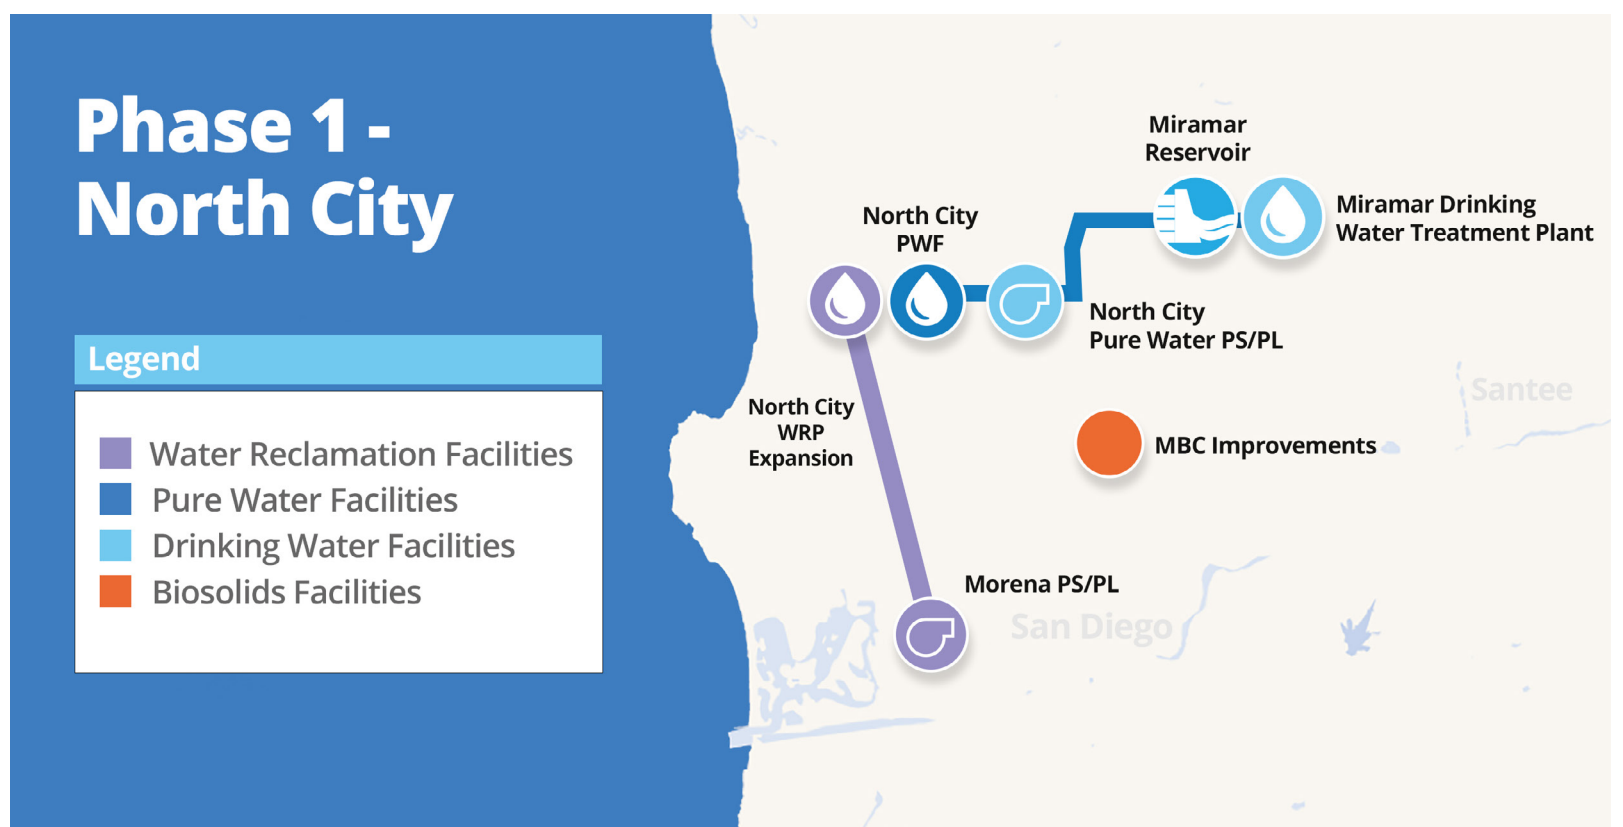 Phase 1 -
North City
Legend
Water Reclamation Facilities
Pure Water Facilities
Drinking Water Facilities
Biosolids Facilities
Miramar
Reservoir
Miramar Drinking
Water Treatment Plant
North City
PWF
North City
Pure Water PS/PL
North City
WRP
Expansion
MBC Improvements
Santee
Morena PS/PL
San Diego